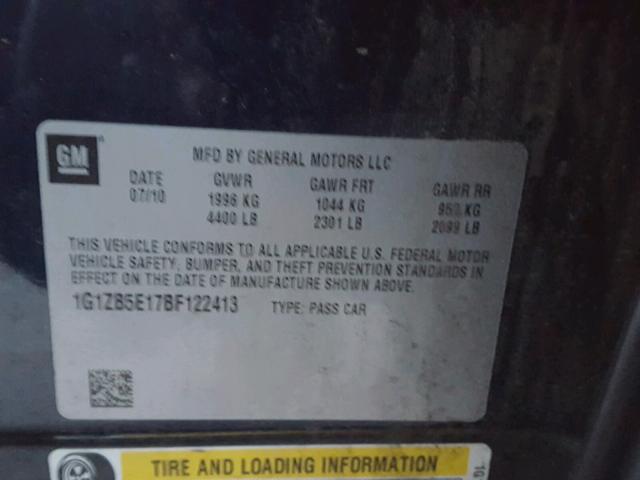 GM
MFD BY GENERAL MOTORS LLC
DATE GVWR GAWR FRT GAWR RR
07/10 1996 KG 1044 KG 952 KG
4400 LB 2301 LB 2099 LB
THIS VEHICLE CONFORMS TO ALL APPLICABLE U.S. FEDERAL MOTOR
VEHICLE SAFETY, BUMPER, AND THEFT PREVENTION STANDARDS IN
EFFECT ON THE DATE OF MANUFACTURE SHOWN ABOVE.
1G1ZB5E17BF122413 TYPE: PASS CAR
TIRE AND LOADING INFORMATION